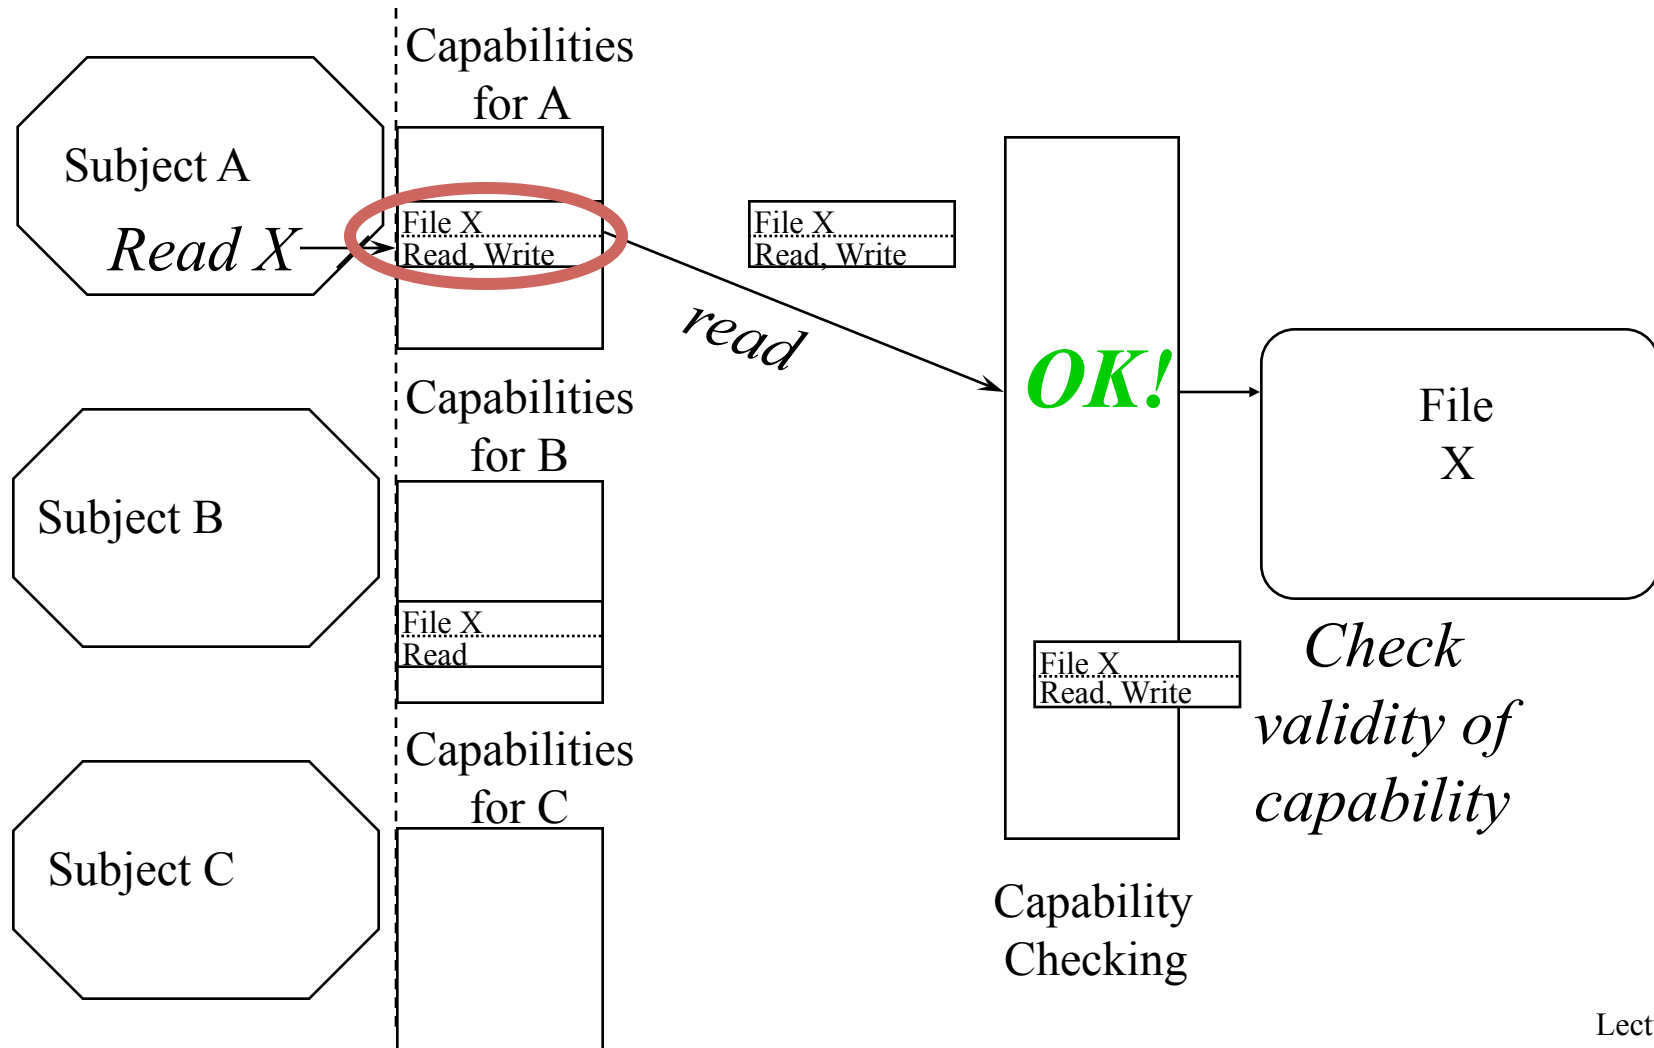 Capabilities
for A
Subject A
Read X
File X
Read, Write
File X
Read, Write
read
OK!
File
X
Capabilities
for B
Subject B
File X
Read
File X
Read, Write
Check
validity of
capability
Capabilities
for C
Subject C
Capability
Checking
Lect